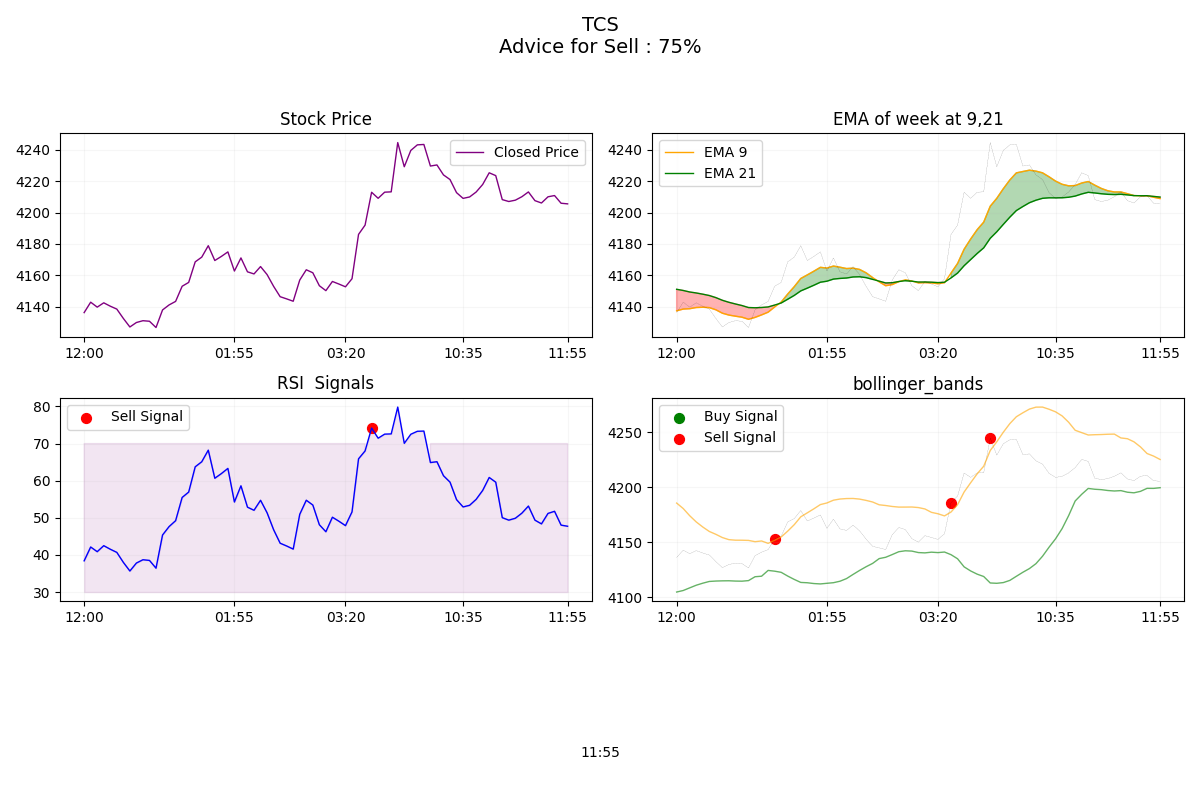 TCS
Advice for Sell : 75%
Stock Price
4240
4220
4200
4180
4160
4140
Closed Price
12:00 01:55 03:20 10:35 11:55
EMA of week at 9,21
4240
4220
4200
4180
4160
4140
EMA 9
EMA 21
12:00 01:55 03:20 10:35 11:55
RSI  Signals
80
70
60
50
40
30
Sell Signal
12:00 01:55 03:20 10:35 11:55
bollinger_bands
4250
4200
4150
4100
Buy Signal
Sell Signal
12:00 01:55 03:20 10:35 11:55
11:55